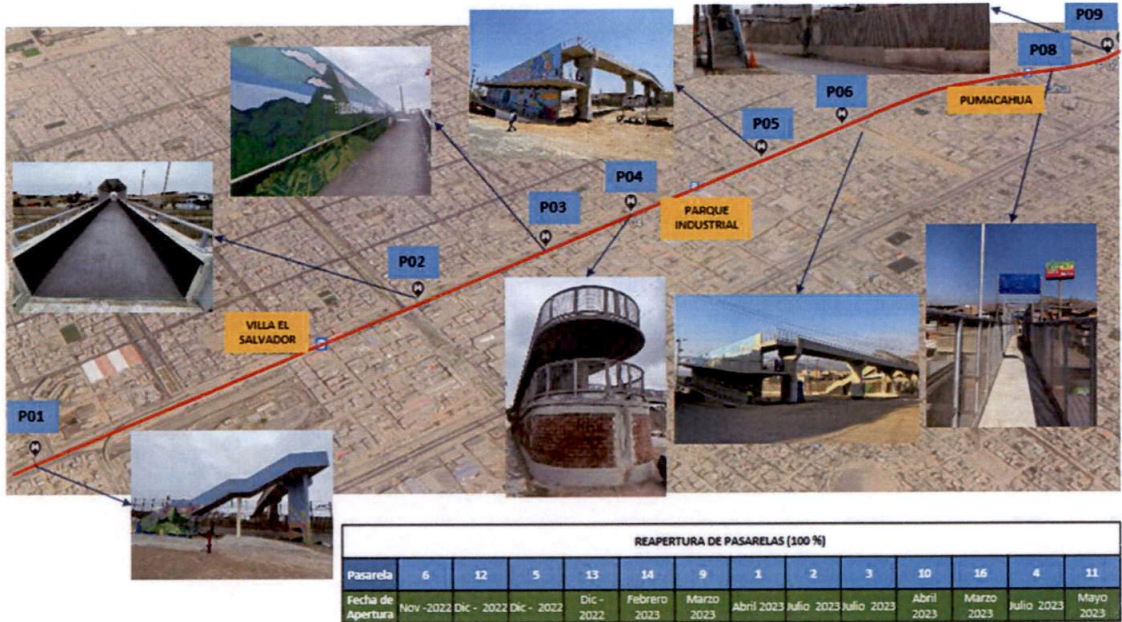 P09
P08
PUMACAHUA
P06
P05
P04
PARQUE
INDUSTRIAL
P03
P02
VILLA EL
SALVADOR
P01
REAPERTURA DE PASARELAS (100 %)
Pasarela 6 12 5 13 14 9 1 2 3 10 16 4 11
Fecha de Apertura Nov -2022 Dic - 2022 Dic - 2022 Dic - 2022 Febrero 2023 Marzo 2023 Abril 2023 Julio 2023 Julio 2023 Abril 2023 Marzo 2023 Julio 2023 Mayo 2023